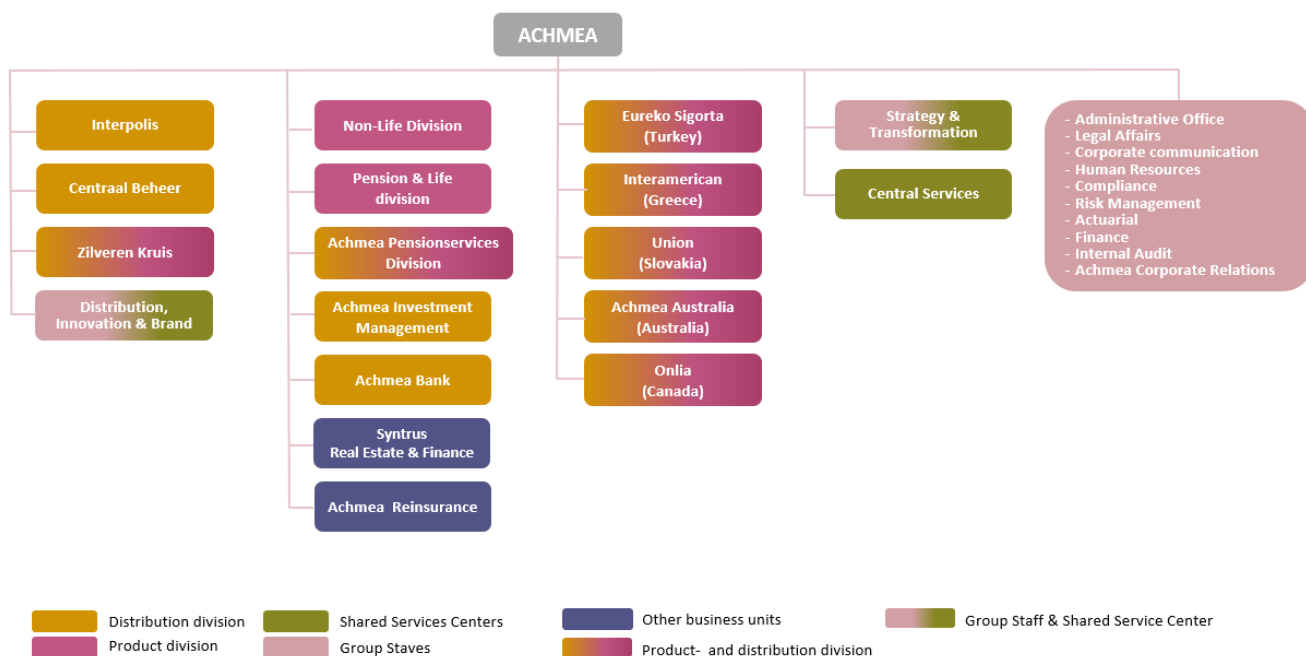 ACHMEA
Interpolis
Centraal Beheer
Zilveren Kruis
Distribution,
Innovation & Brand
Non-Life Division
Pension & Life
division
Achmea Pensionservices
Division
Achmea Investment
Management
Achmea Bank
Syntrus
Real Estate & Finance
Achmea Reinsurance
Eureko Sigorta
(Turkey)
Interamerican
(Greece)
Union
(Slovakia)
Achmea Australia
(Australia)
Onlia
(Canada)
Strategy &
Transformation
Central Services
- Administrative Office
- Legal Affairs
- Corporate communication
- Human Resources
- Compliance
- Risk Management
- Actuarial
- Finance
- Internal Audit
- Achmea Corporate Relations
Distribution division
Product division
Shared Services Centers
Group Staves
Other business units
Product- and distribution division
Group Staff & Shared Service Center